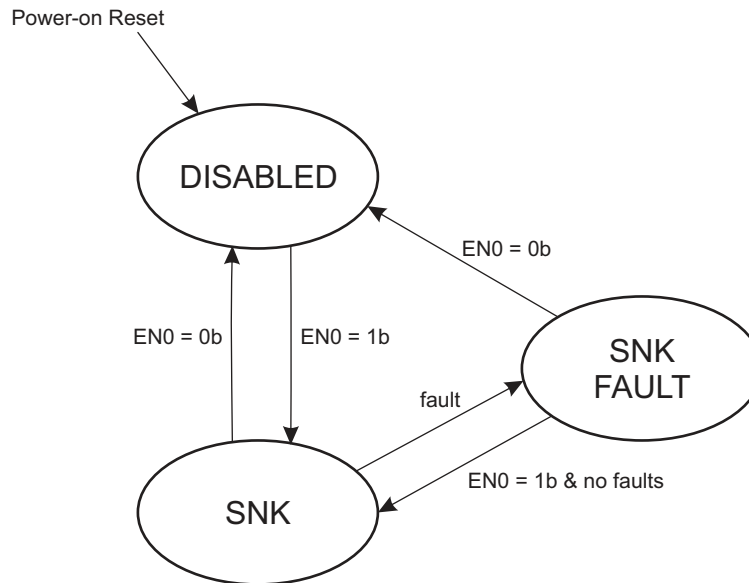 Power-on Reset
DISABLED
EN0 = 0b
EN0 = 0b
EN0 = 1b
SNK
FAULT
fault
EN0 = 1b & no faults
SNK